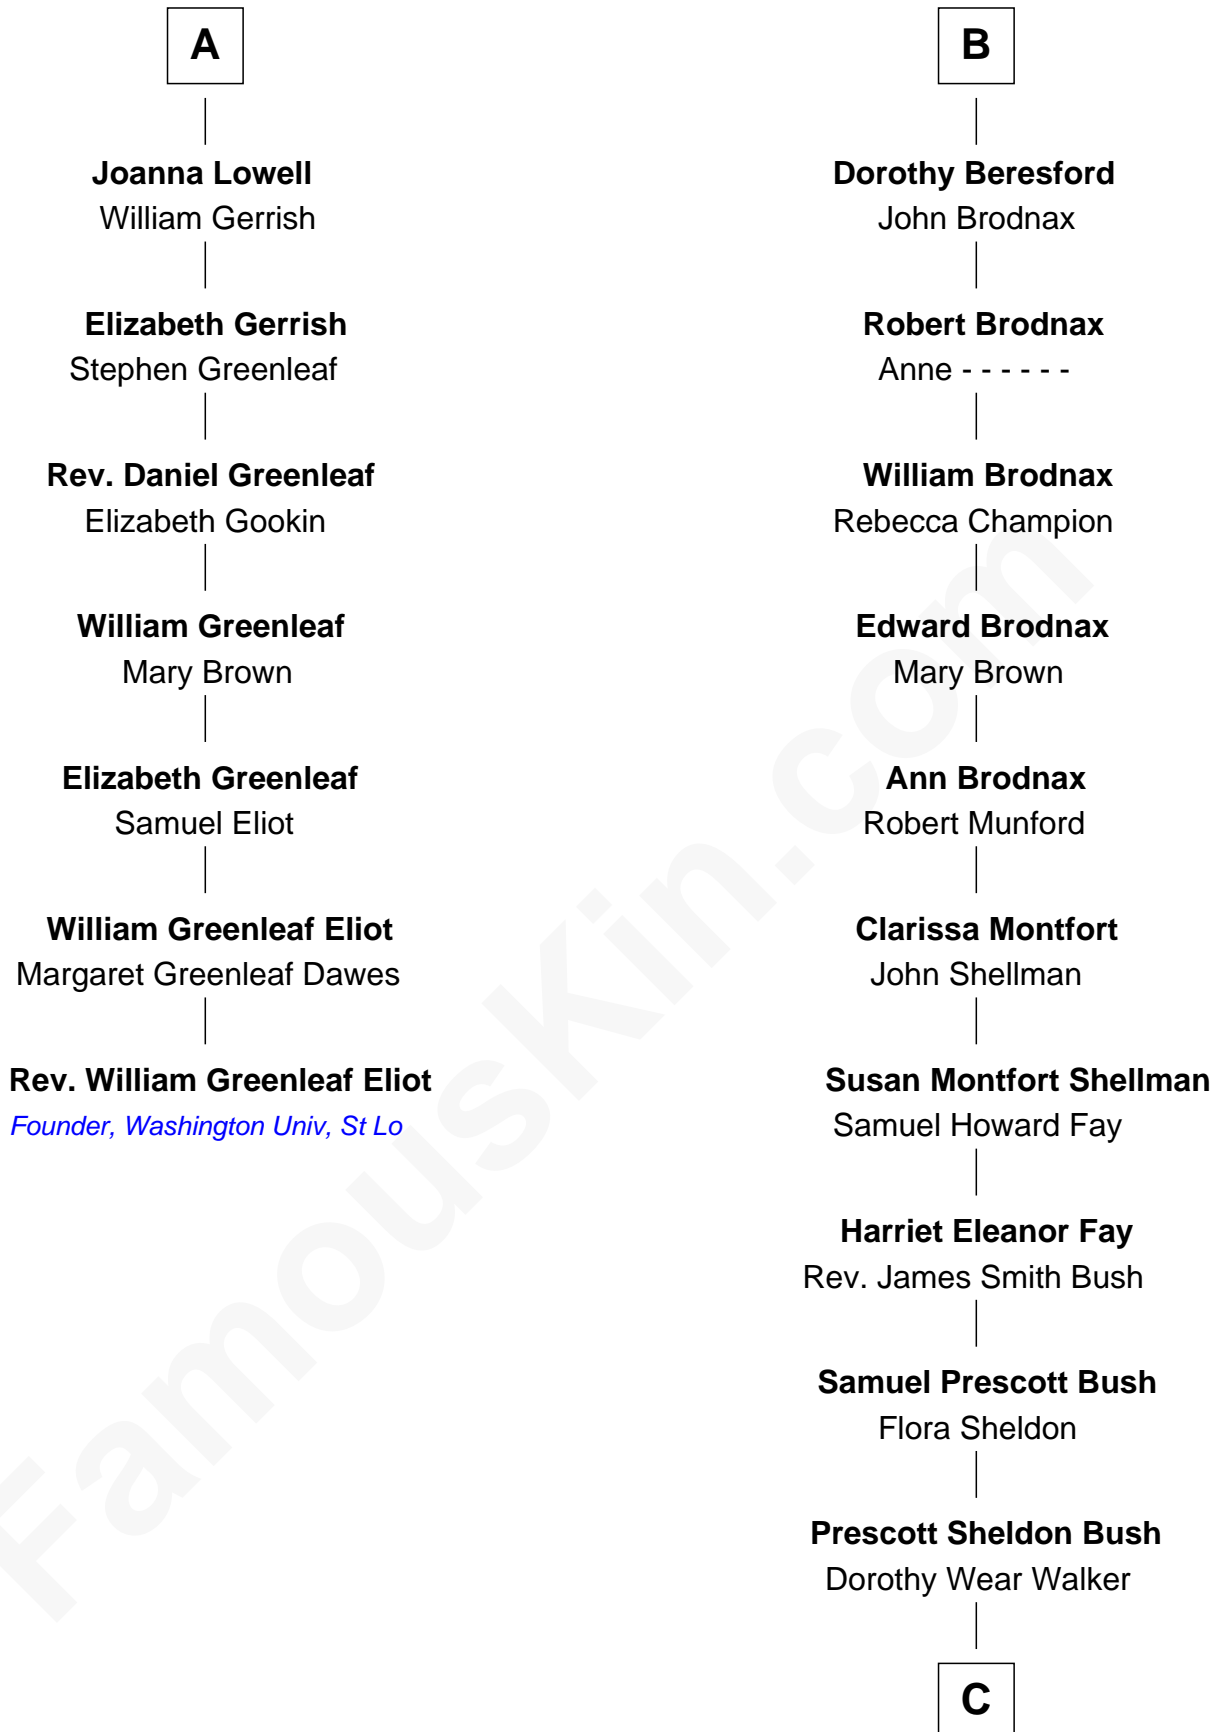 A
Joanna Lowell
William Gerrish
Elizabeth Gerrish
Stephen Greenleaf
Rev. Daniel Greenleaf
Elizabeth Gookin
William Greenleaf
Mary Brown
Elizabeth Greenleaf
Samuel Eliot
William Greenleaf Eliot
Margaret Greenleaf Dawes
Rev. William Greenleaf Eliot
Founder, Washington Univ, St Lo
B
Dorothy Beresford
John Brodnax
Robert Brodnax
Anne - - - - - -
William Brodnax
Rebecca Champion
Edward Brodnax
Mary Brown
Ann Brodnax
Robert Munford
Clarissa Montfort
John Shellman
Susan Montfort Shellman
Samuel Howard Fay
Harriet Eleanor Fay
Rev. James Smith Bush
Samuel Prescott Bush
Flora Sheldon
Prescott Sheldon Bush
Dorothy Wear Walker
C
FamousKin.com